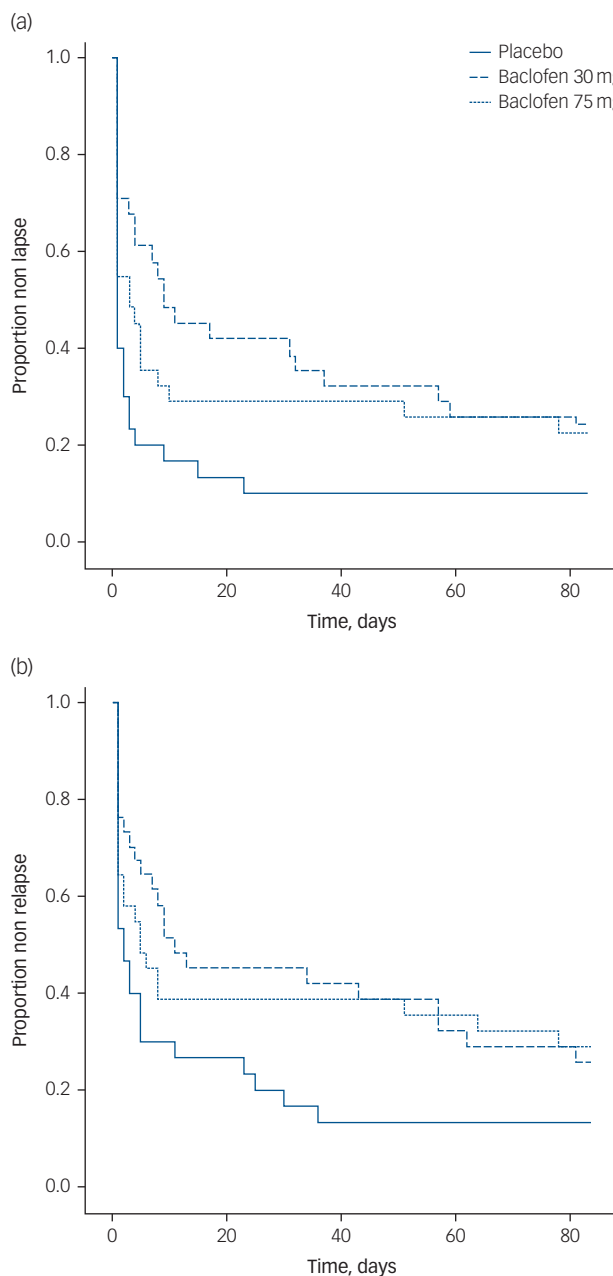 (a)
1.0
0.8
0.6
0.4
0.2
0.0
Proportion non lapse
Placebo
Baclofen 30 m
Baclofen 75 m
0 20 40 60 80
Time, days
(b)
1.0
0.8
0.6
0.4
0.2
0.0
Proportion non relapse
0 20 40 60 80
Time, days